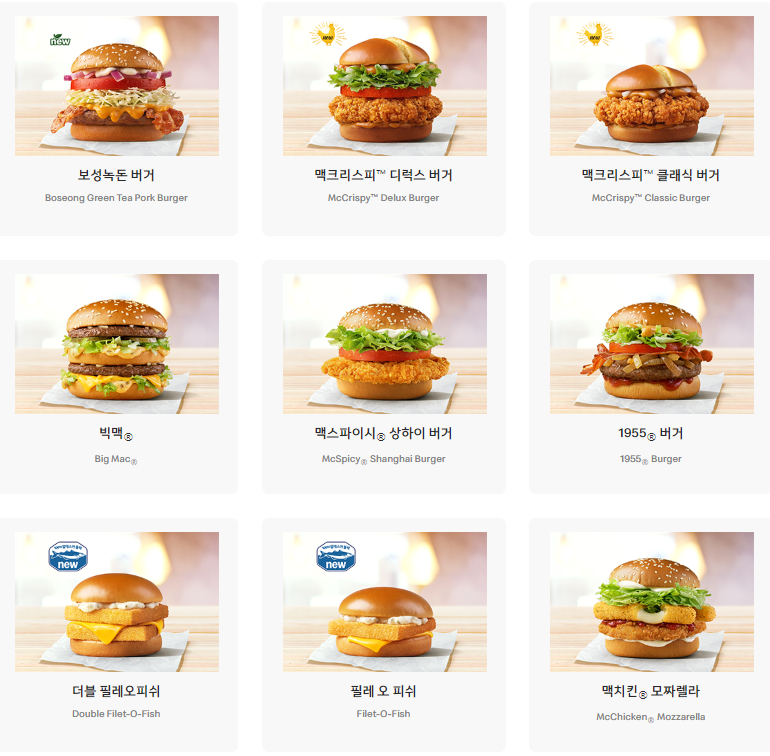 new
보성녹돈 버거
Boseong Green Tea Pork Burger
new
맥크리스피™ 디럭스 버거
McCrispy™ Delux Burger
new
맥크리스피™ 클래식 버거
McCrispy™ Classic Burger
빅맥®
Big Mac®
맥스파이시® 상하이 버거
McSpicy® Shanghai Burger
1955® 버거
1955® Burger
new
더블 필레오피쉬
Double Filet-O-Fish
new
필레 오 피쉬
Filet-O-Fish
맥치킨® 모짜렐라
McChicken® Mozzarella